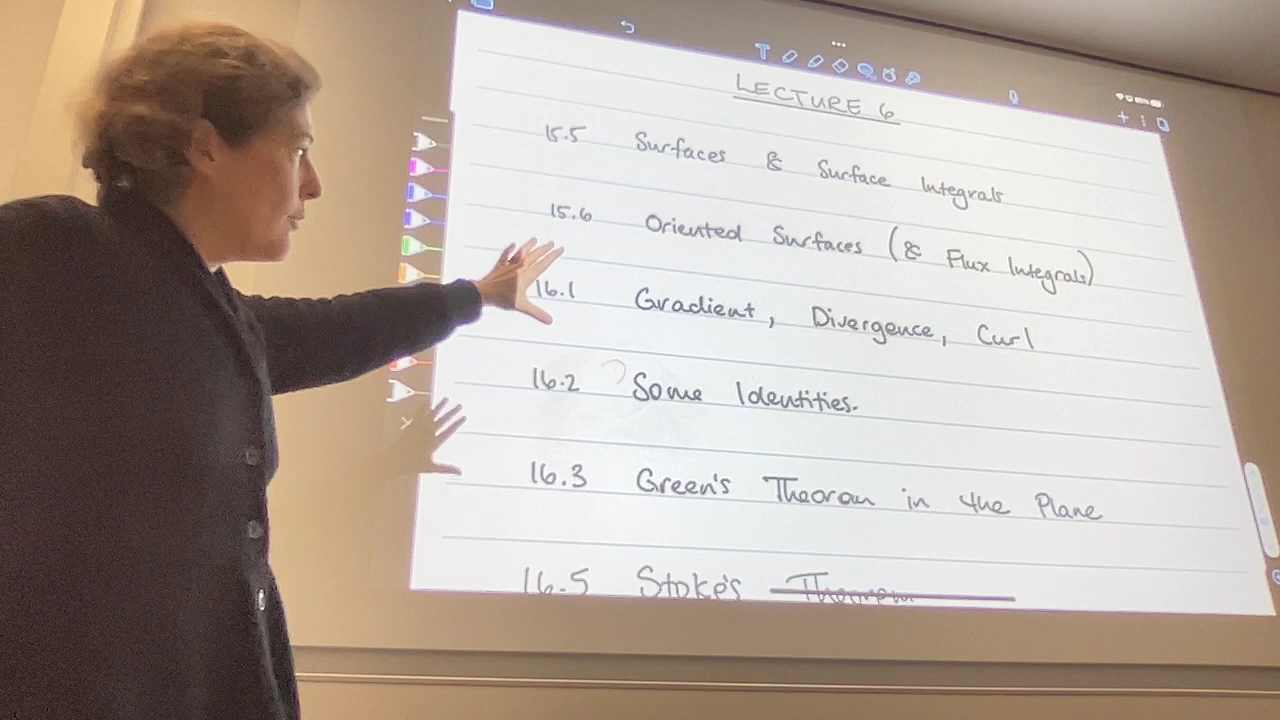 LECTURE 6
15.5 Surfaces & Surface Integrals
15.6 Oriented Surfaces (& Flux Integrals)
16.1 Gradient, Divergence, Curl
16.2 Some Identities.
16.3 Green's Theorem in the Plane
16.5 Stoke's Theorem